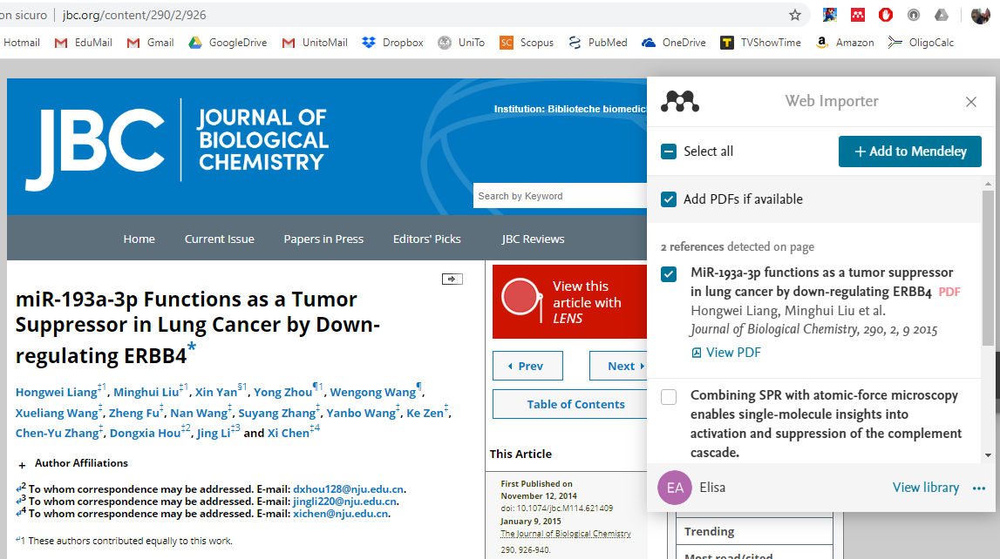 on sicuro | jbc.org/content/290/2/926
Hotmail EduMail Gmail GoogleDrive UnitoMail Dropbox UniTo SC Scopus PubMed OneDrive T TVShowTime a Amazon OligoCalc
JBC JOURNAL OF
BIOLOGICAL
CHEMISTRY
Institution: Biblioteche biomedic
Search by Keyword
Home Current Issue Papers in Press Editors' Picks JBC Reviews
miR-193a-3p Functions as a Tumor
Suppressor in Lung Cancer by Down-
regulating ERBB4*
Hongwei Liang‡1, Minghui Liu‡1, Xin Yan§1, Yong Zhou¶1, Wengong Wang¶,
Xueliang Wang‡, Zheng Fu‡, Nan Wang‡, Suyang Zhang‡, Yanbo Wang‡, Ke Zen‡,
Chen-Yu Zhang‡, Dongxia Hou‡2, Jing Li‡3 and Xi Chen‡4
+ Author Affiliations
↵2 To whom correspondence may be addressed. E-mail: dxhou128@nju.edu.cn.
↵3 To whom correspondence may be addressed. E-mail: jingli220@nju.edu.cn.
↵4 To whom correspondence may be addressed. E-mail: xichen@nju.edu.cn.
↵1 These authors contributed equally to this work.
View this
article with
LENS
Prev Next
Table of Contents
This Article
First Published on
November 12, 2014
doi: 10.1074/jbc.M114.621409
January 9, 2015
The Journal of Biological Chemistry
290, 926-940.
Trending
Most read/cited
Web Importer
Select all
+ Add to Mendeley
Add PDFs if available
2 references detected on page
MiR-193a-3p functions as a tumor suppressor
in lung cancer by down-regulating ERBB4 PDF
Hongwei Liang, Minghui Liu et al.
Journal of Biological Chemistry, 290, 2, 9 2015
View PDF
Combining SPR with atomic-force microscopy
enables single-molecule insights into
activation and suppression of the complement
cascade.
EA Elisa View library